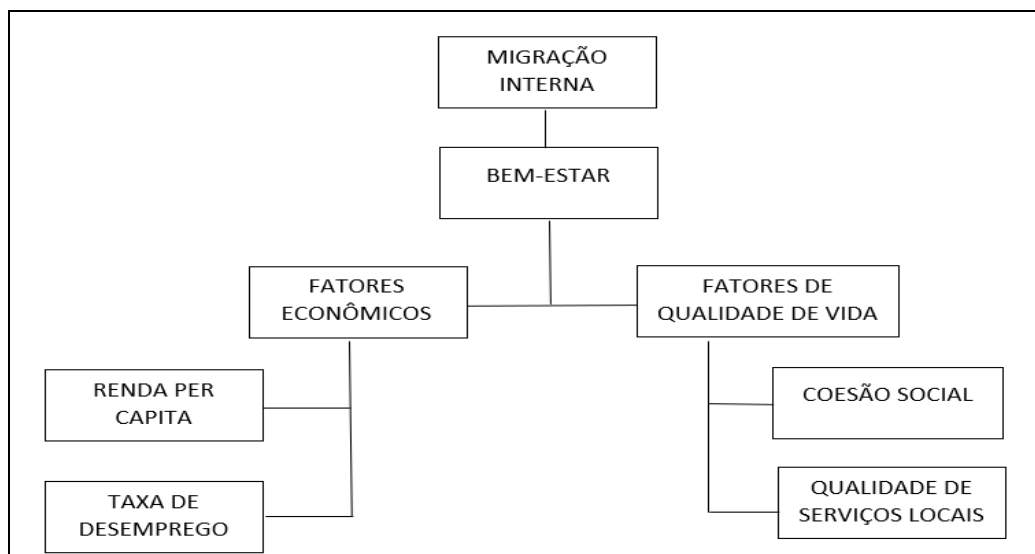 MIGRAÇÃO
INTERNA
BEM-ESTAR
FATORES
ECONÔMICOS
FATORES DE
QUALIDADE DE VIDA
RENDA PER
CAPITA
COESÃO SOCIAL
TAXA DE
DESEMPREGO
QUALIDADE DE
SERVIÇOS LOCAIS